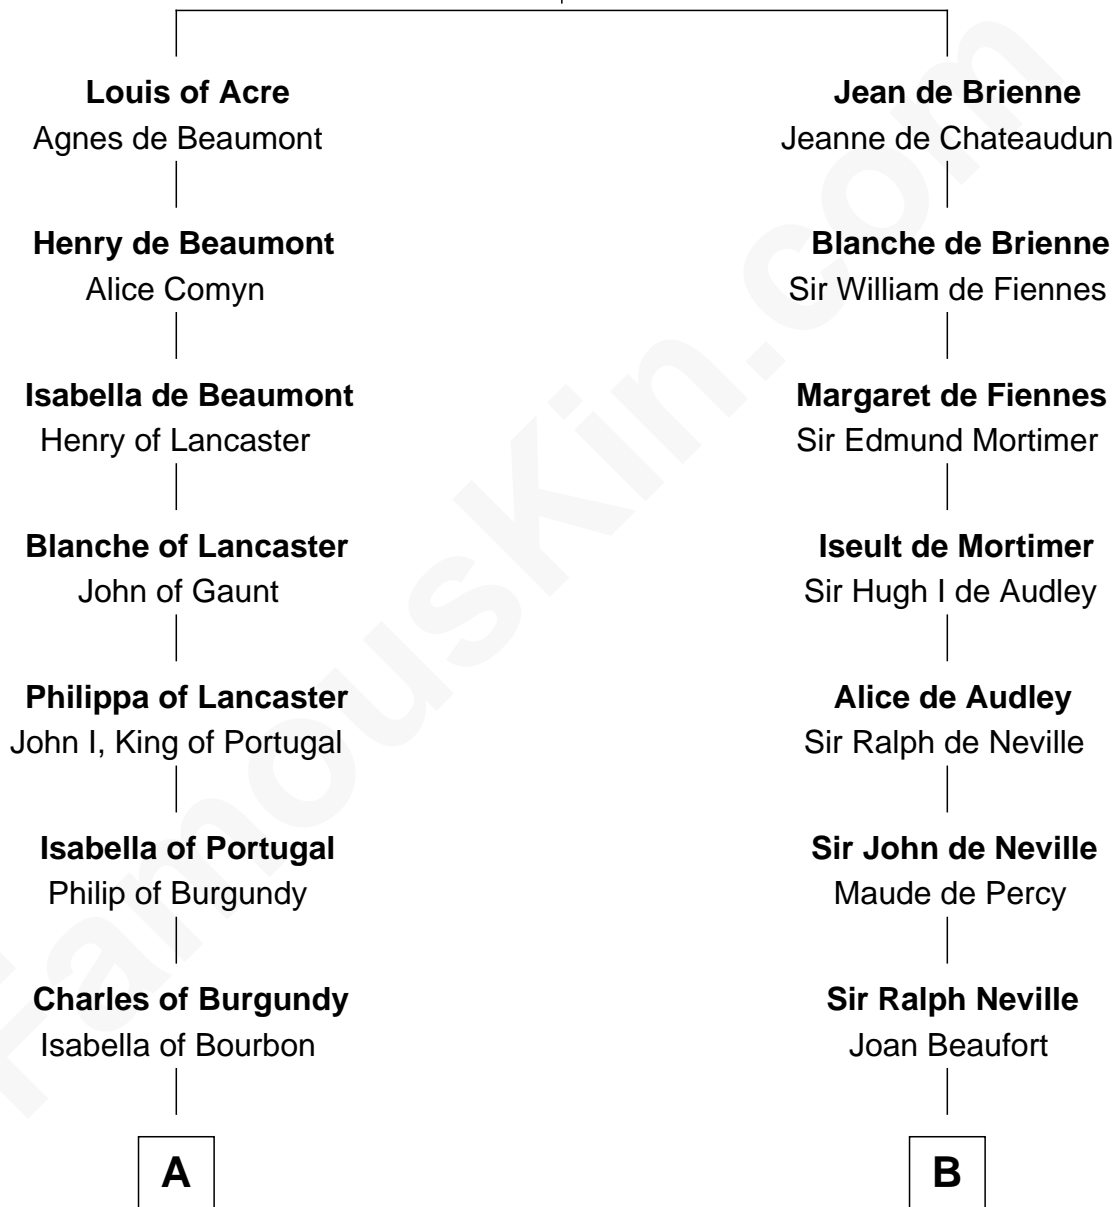 Louis of Acre
Agnes de Beaumont
Henry de Beaumont
Alice Comyn
Isabella de Beaumont
Henry of Lancaster
Blanche of Lancaster
John of Gaunt
Philippa of Lancaster
John I, King of Portugal
Isabella of Portugal
Philip of Burgundy
Charles of Burgundy
Isabella of Bourbon
A
Jean de Brienne
Jeanne de Chateaudun
Blanche de Brienne
Sir William de Fiennes
Margaret de Fiennes
Sir Edmund Mortimer
Iseult de Mortimer
Sir Hugh I de Audley
Alice de Audley
Sir Ralph de Neville
Sir John de Neville
Maude de Percy
Sir Ralph Neville
Joan Beaufort
B
FamousKin.com